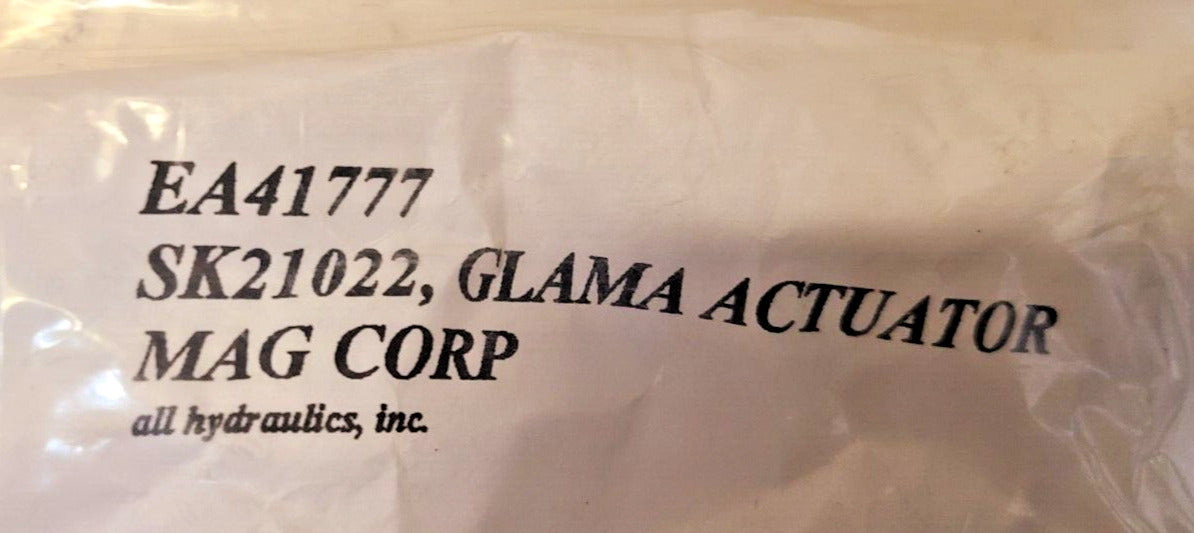 EA41777
SK21022, GLAMA ACTUATOR
MAG CORP
all hydraulics, inc.